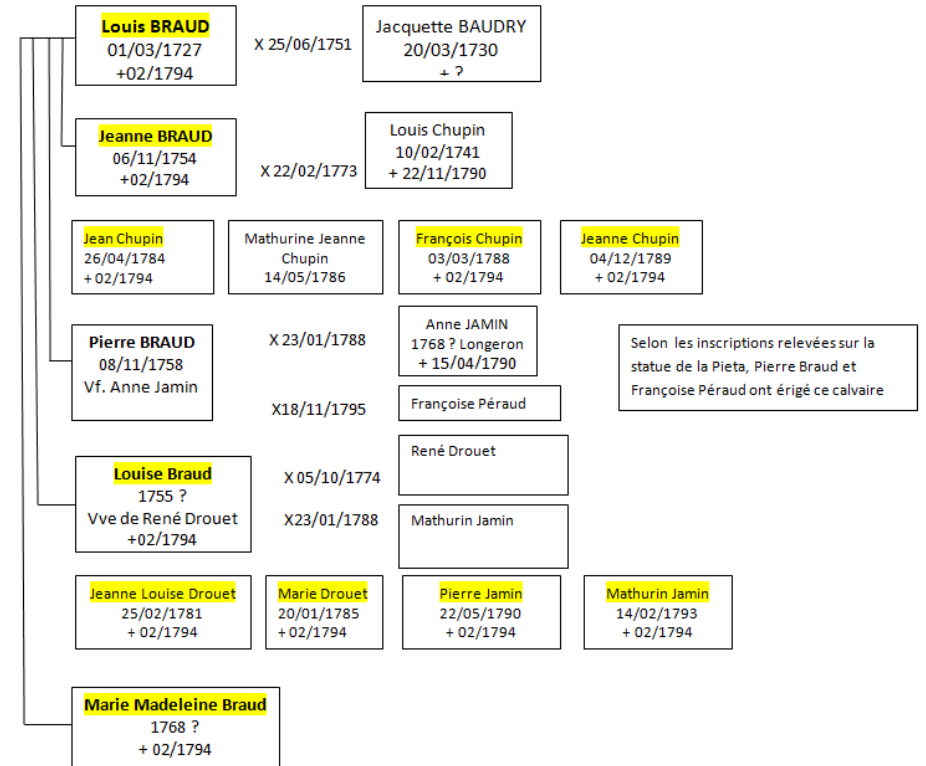 Louis BRAUD
01/03/1727
+02/1794
X 25/06/1751
Jacquette BAUDRY
20/03/1730
+ ?
Jeanne BRAUD
06/11/1754
+02/1794
X 22/02/1773
Louis Chupin
10/02/1741
+ 22/11/1790
Jean Chupin
26/04/1784
+ 02/1794
Mathurine Jeanne
Chupin
14/05/1786
François Chupin
03/03/1788
+ 02/1794
Jeanne Chupin
04/12/1789
+ 02/1794
Pierre BRAUD
08/11/1758
Vf. Anne Jamin
X 23/01/1788
Anne JAMIN
1768 ? Longeron
+ 15/04/1790
X18/11/1795
Françoise Péraud
Selon les inscriptions relevées sur la
statue de la Pieta, Pierre Braud et
Françoise Péraud ont érigé ce calvaire
Louise Braud
1755 ?
Vve de René Drouet
+02/1794
X 05/10/1774
René Drouet
X23/01/1788
Mathurin Jamin
Jeanne Louise Drouet
25/02/1781
+ 02/1794
Marie Drouet
20/01/1785
+ 02/1794
Pierre Jamin
22/05/1790
+ 02/1794
Mathurin Jamin
14/02/1793
+ 02/1794
Marie Madeleine Braud
1768 ?
+ 02/1794